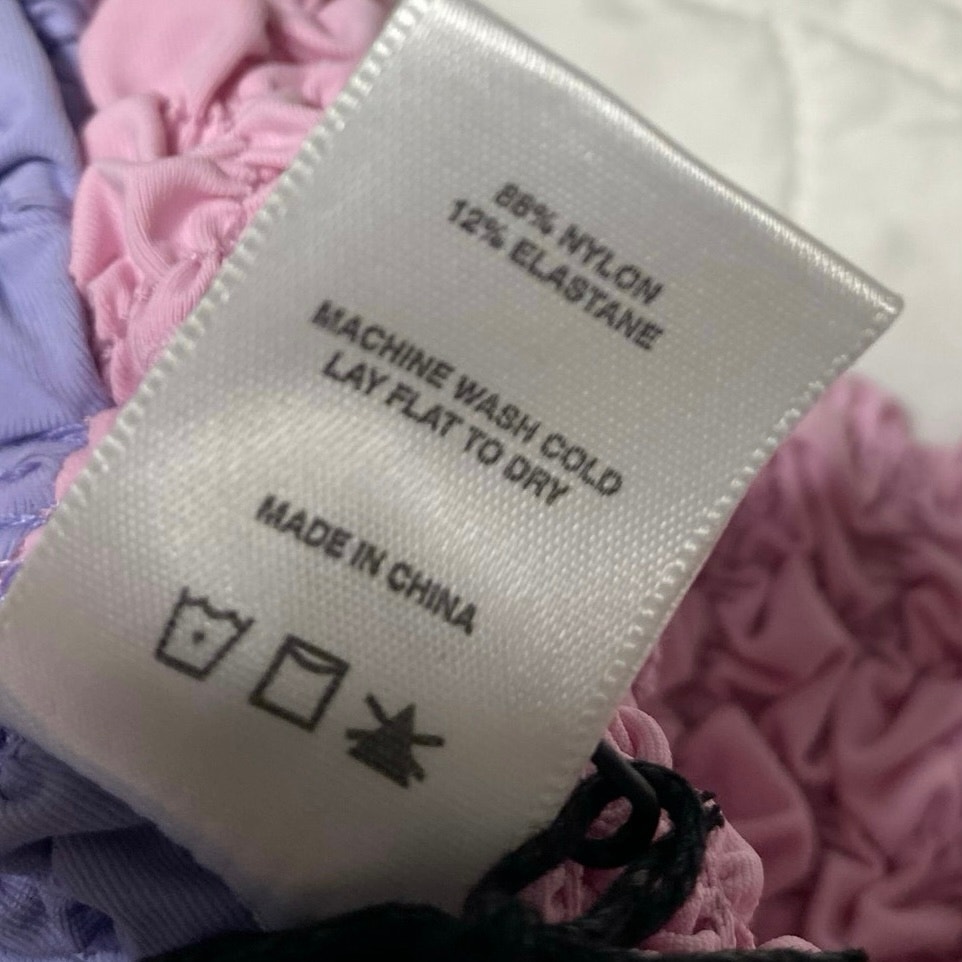 88% NYLON
12% ELASTANE
MACHINE WASH COLD
LAY FLAT TO DRY
MADE IN CHINA